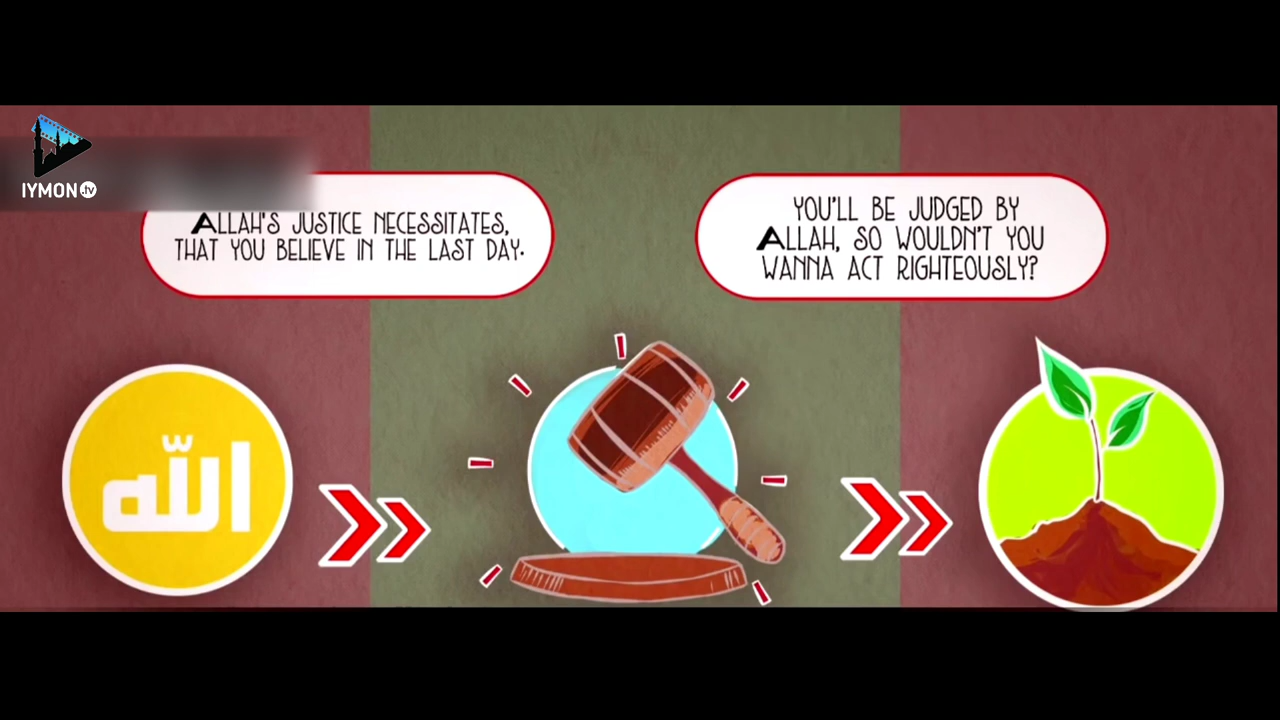 IYMON.tv
ALLAH'S JUSTICE NECESSITATES,
THAT YOU BELIEVE IN THE LAST DAY.
YOU'LL BE JUDGED BY
ALLAH, SO WOULDN'T YOU
WANNA ACT RIGHTEOUSLY?
الله